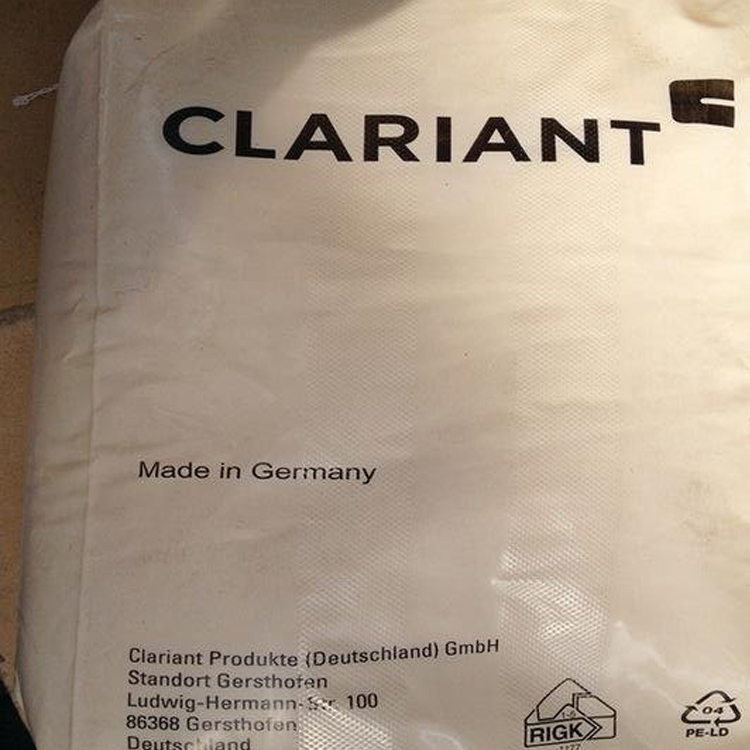 CLARIANT
Made in Germany
Clariant Produkte (Deutschland) GmbH
Standort Gersthofen
Ludwig-Hermann-Str. 100
86368 Gersthofen
Deutschland
RIGK
04
PE-LD